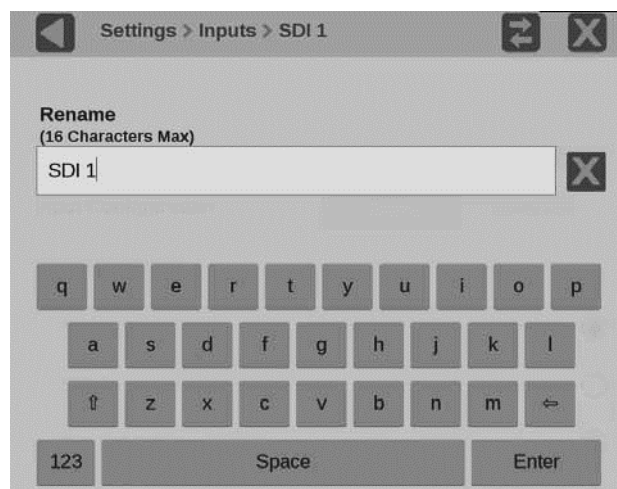 Settings > Inputs > SDI 1
Rename
(16 Characters Max)
SDI 1
q w e r t y u i o p
a s d f g h j k l
⇧ z x c v b n m ⇦
123 Space Enter